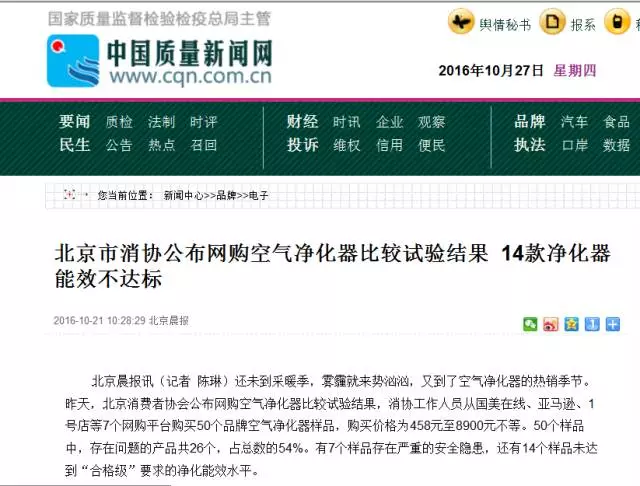 国家质量监督检验检疫总局主管
中国质量新闻网
www.cqn.com.cn
舆情秘书 报系
2016年10月27日 星期四
要闻 质检 法制 时评 财经 时讯 企业 观察 品牌 汽车 食品
民生 公告 热点 召回 投诉 维权 信用 便民 执法 口岸 数据
您当前位置： 新闻中心>>品牌>>电子
北京市消协公布网购空气净化器比较试验结果 14款净化器
能效不达标
2016-10-21 10:28:29 北京晨报
北京晨报讯（记者 陈琳）还未到采暖季，雾霾就来势汹汹，又到了空气净化器的热销季节。
昨天，北京消费者协会公布网购空气净化器比较试验结果，消协工作人员从国美在线、亚马逊、1
号店等7个网购平台购买50个品牌空气净化器样品，购买价格为458元至8900元不等。50个样品
中，存在问题的产品共26个，占总数的54%。有7个样品存在严重的安全隐患，还有14个样品未达
到“合格级”要求的净化能效水平。